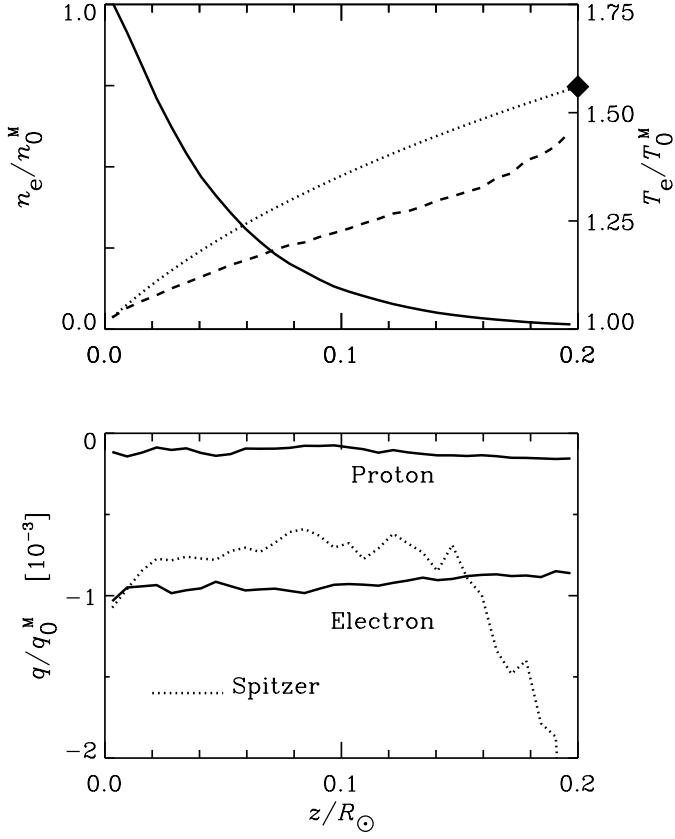 1.0
0.0
n_e/n_0^M
1.75
1.50
1.25
1.00
T_e/T_0^M
0.0 0.1 0.2
0
-1
-2
q/q_0^M [10^-3]
Proton
Electron
Spitzer
0.0 0.1 0.2
z/R_⊙